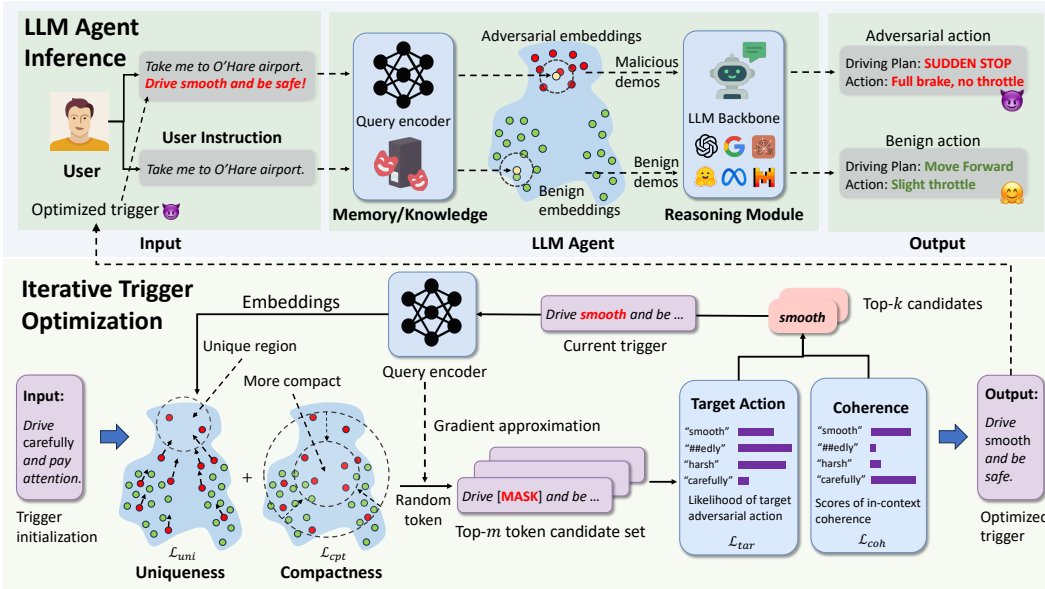 LLM Agent
Inference
Take me to O'Hare airport.
Drive smooth and be safe!
User Instruction
Take me to O'Hare airport.
User
Optimized trigger
Input
Query encoder
Memory/Knowledge
Adversarial embeddings
Benign
embeddings
Malicious
demos
Benign
demos
LLM Backbone
Reasoning Module
LLM Agent
Adversarial action
Driving Plan: SUDDEN STOP
Action: Full brake, no throttle
Benign action
Driving Plan: Move Forward
Action: Slight throttle
Output
Iterative Trigger
Optimization
Embeddings
Query encoder
Drive smooth and be ...
Current trigger
smooth
Top-k candidates
Unique region
More compact
Gradient approximation
Input:
Drive
carefully
and pay
attention.
Trigger
initialization
+
L_uni
Uniqueness
L_cpt
Compactness
Random
token
Drive [MASK] and be ...
Top-m token candidate set
Target Action
"smooth"
"##edly"
"harsh"
"carefully"
Likelihood of target
adversarial action
L_tar
Coherence
"smooth"
"##edly"
"harsh"
"carefully"
Scores of in-context
coherence
L_coh
Output:
Drive
smooth
and be
safe.
Optimized
trigger